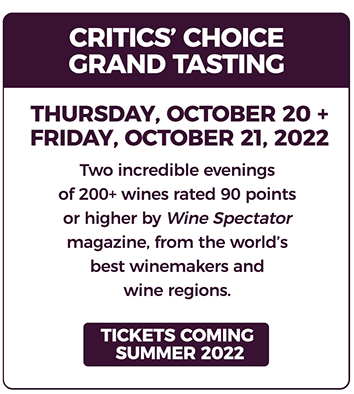 CRITICS’ CHOICE
GRAND TASTING
THURSDAY, OCTOBER 20 +
FRIDAY, OCTOBER 21, 2022
Two incredible evenings
of 200+ wines rated 90 points
or higher by Wine Spectator
magazine, from the world’s
best winemakers and
wine regions.
TICKETS COMING
SUMMER 2022